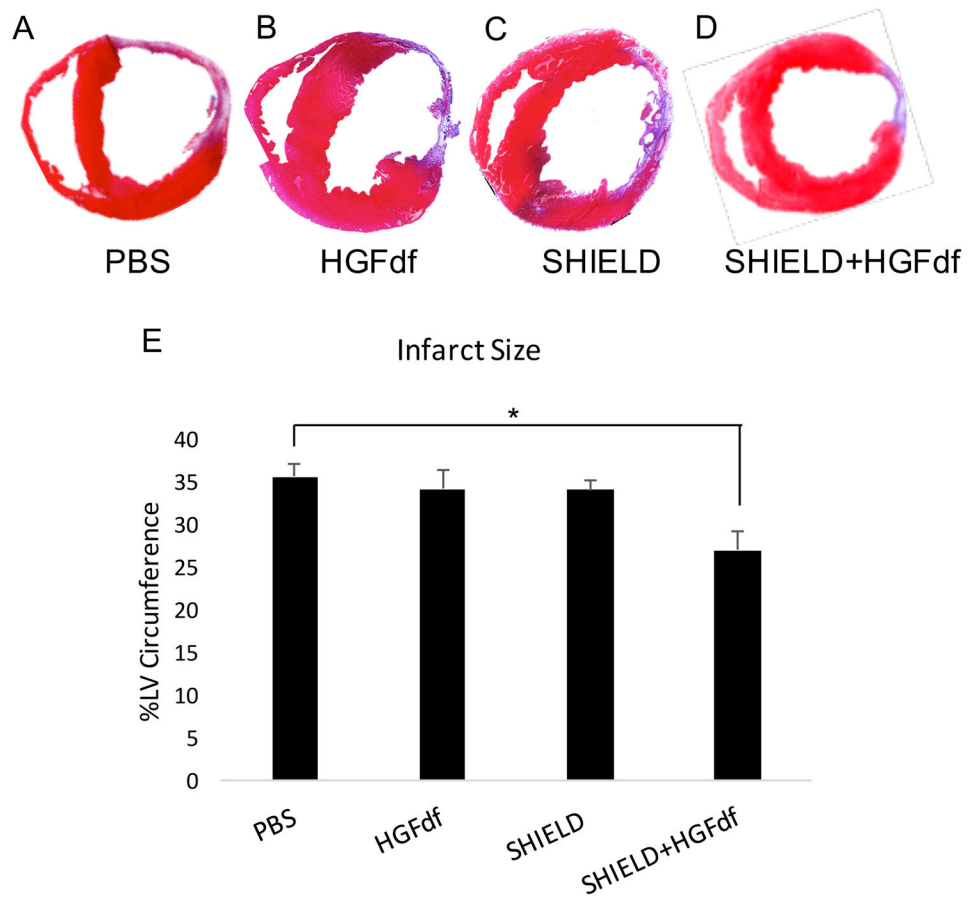 A
B
C
D
PBS
HGFdf
SHIELD
SHIELD+HGFdf
E
Infarct Size
*
%LV Circumference
40
35
30
25
20
15
10
5
0
PBS
HGFdf
SHIELD
SHIELD+HGFdf